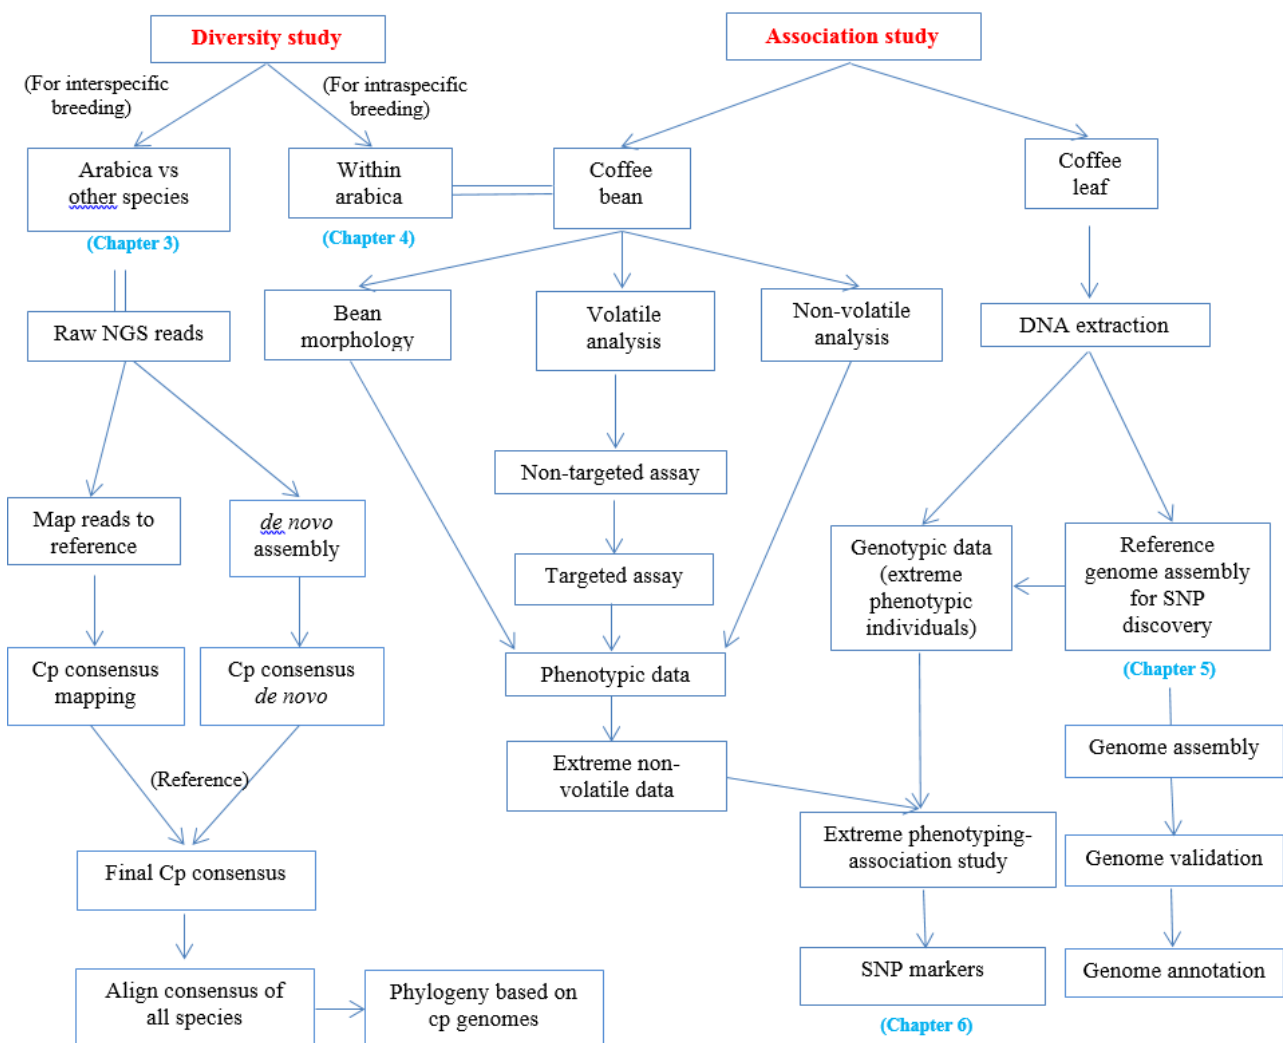 Diversity study
Association study
(For interspecific
breeding)
(For intraspecific
breeding)
Arabica vs
other species
Within
arabica
Coffee
bean
Coffee
leaf
(Chapter 3)
(Chapter 4)
Raw NGS reads
Bean
morphology
Volatile
analysis
Non-volatile
analysis
DNA extraction
Non-targeted assay
Map reads to
reference
de novo
assembly
Targeted assay
Genotypic data
(extreme
phenotypic
individuals)
Reference
genome assembly
for SNP
discovery
Cp consensus
mapping
Cp consensus
de novo
Phenotypic data
(Chapter 5)
Genome assembly
(Reference)
Extreme non-
volatile data
Final Cp consensus
Extreme phenotyping-
association study
Genome validation
Align consensus of
all species
Phylogeny based on
cp genomes
SNP markers
Genome annotation
(Chapter 6)